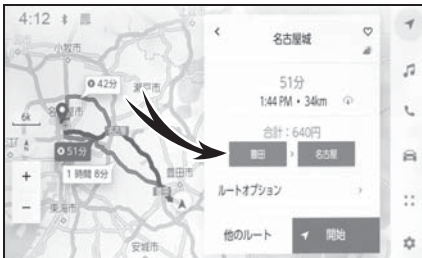 4:12
小牧市
42分
瀬戸市
6k
51分
1 時間 8分
豊田市
東海市
安城市
+
−
A
名古屋城
51分
1:44 PM • 34km
合計：640円
豊田 › 名古屋
ルートオプション
他のルート
開始